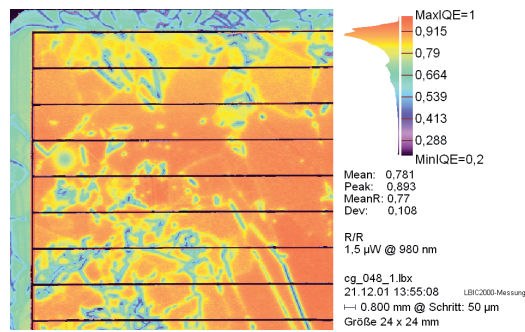 MaxIQE=1
0,915
0,79
0,664
0,539
0,413
0,288
MinIQE=0,2
Mean: 0,781
Peak: 0,893
MeanR: 0,77
Dev: 0,108
R/R
1,5 µW @ 980 nm
cg_048_1.lbx
21.12.01 13:55:08 LBIC2000-Messung
0.800 mm @ Schritt: 50 µm
Größe 24 x 24 mm